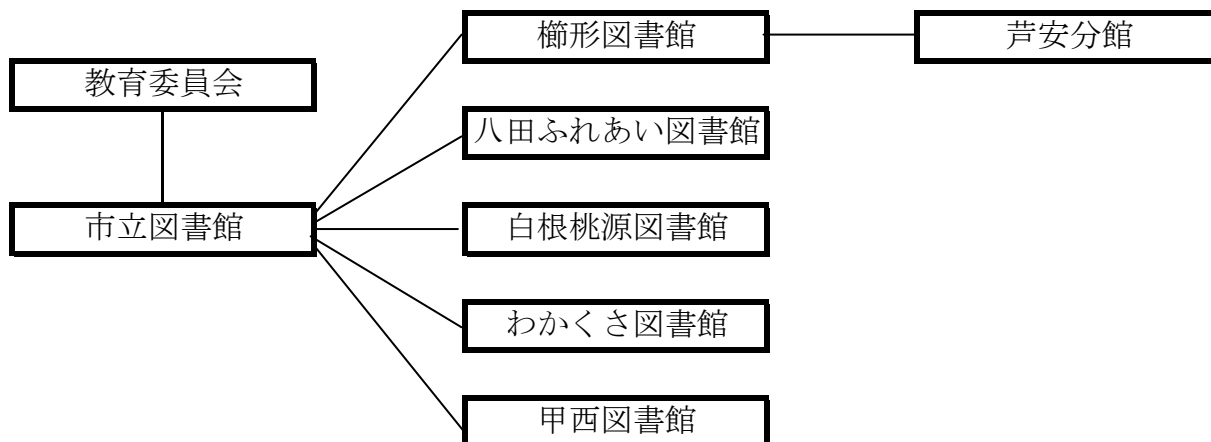 櫛形図書館
芦安分館
教育委員会
八田ふれあい図書館
市立図書館
白根桃源図書館
わかくさ図書館
甲西図書館